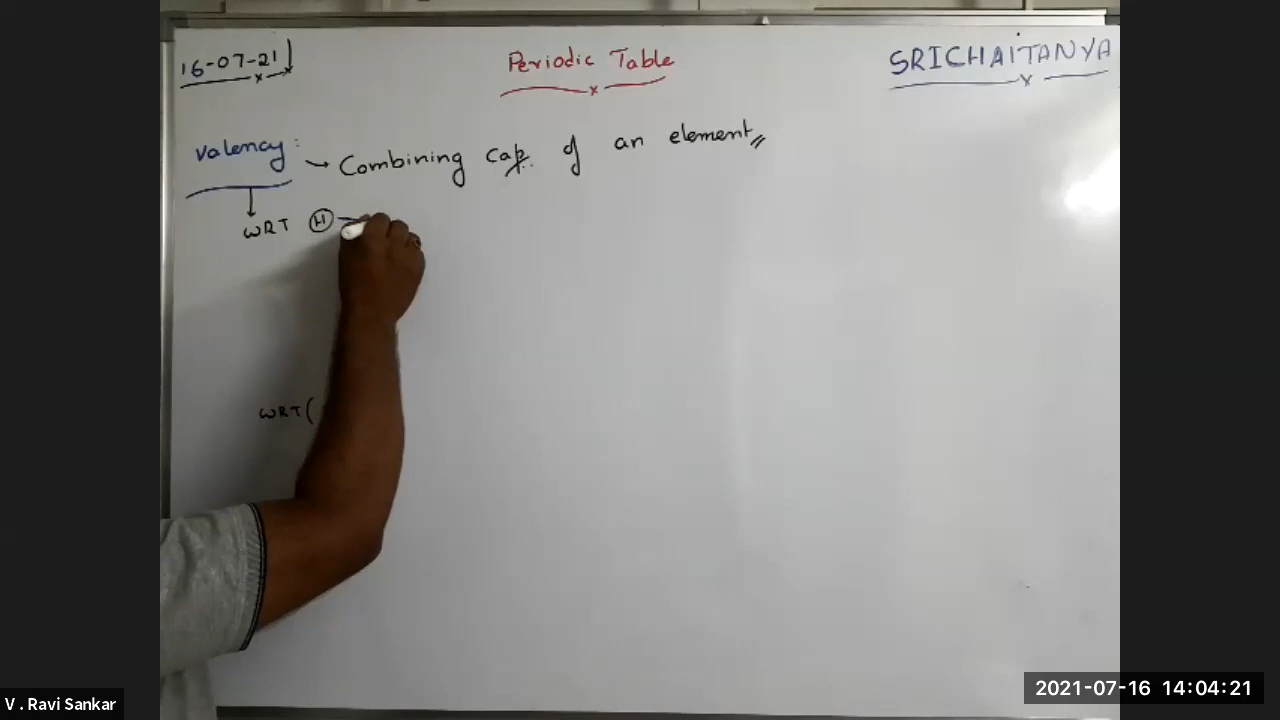 16-07-21
Periodic Table
SRICHAITANYA
Valency: → Combining cap. of an element
WRT H
WRT(
V . Ravi Sankar
2021-07-16 14:04:21